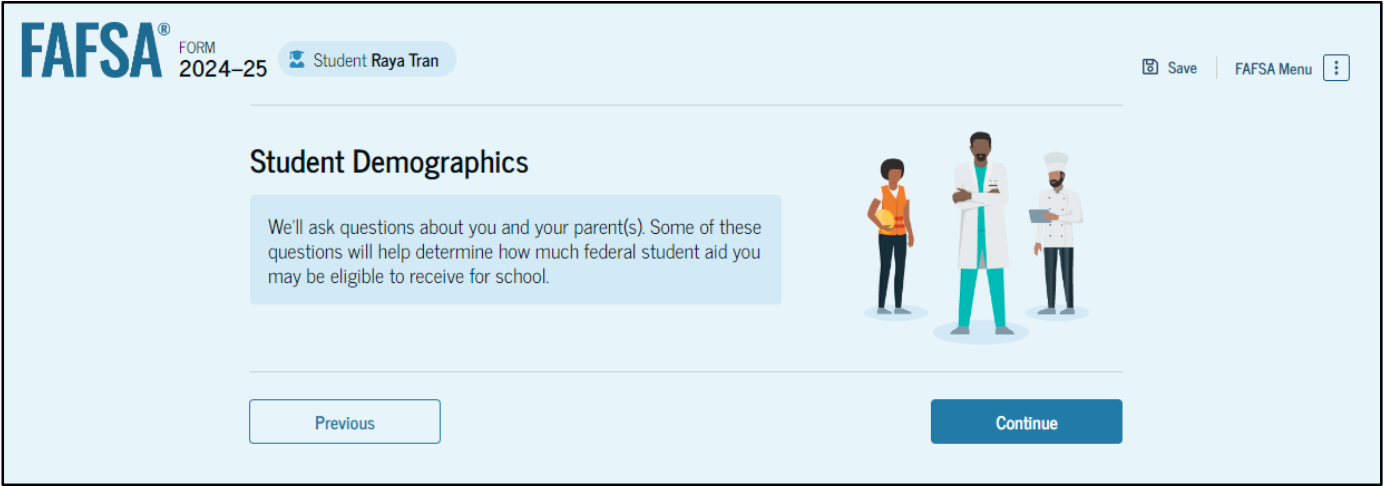 FAFSA®
FORM
2024–25
Student Raya Tran
Save
FAFSA Menu
Student Demographics
We'll ask questions about you and your parent(s). Some of these
questions will help determine how much federal student aid you
may be eligible to receive for school.
Previous
Continue